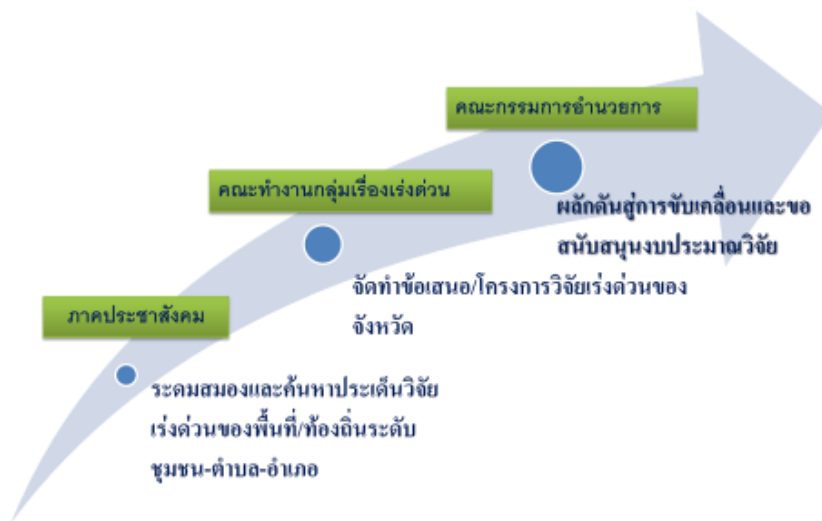 คณะกรรมการอำนวยการ
ผลักดันสู่การขับเคลื่อนและขอ
สนับสนุนงบประมาณวิจัย
คณะทำงานกลุ่มเรื่องเร่งด่วน
จัดทำข้อเสนอ/โครงการวิจัยเร่งด่วนของ
จังหวัด
ภาคประชาสังคม
ระดมสมองและค้นหาประเด็นวิจัย
เร่งด่วนของพื้นที่/ท้องถิ่นระดับ
ชุมชน-ตำบล-อำเภอ